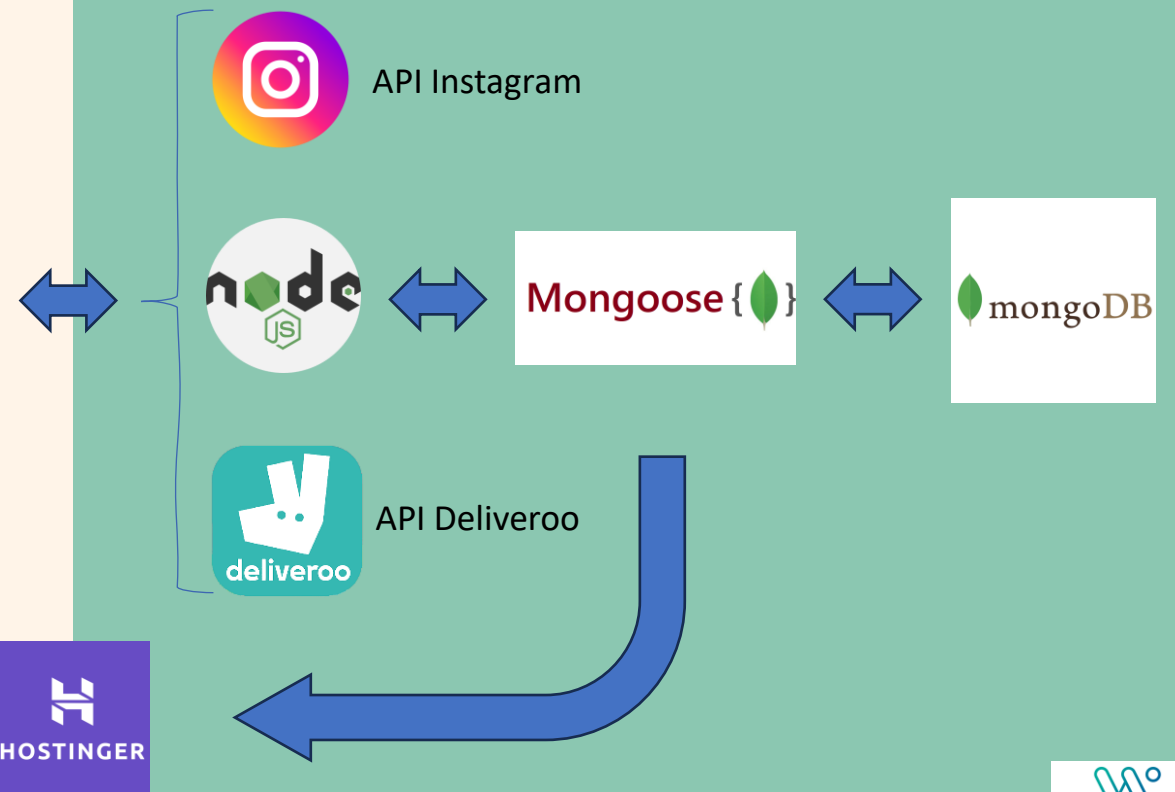 API Instagram
node
JS
Mongoose { }
mongoDB
API Deliveroo
deliveroo
HOSTINGER